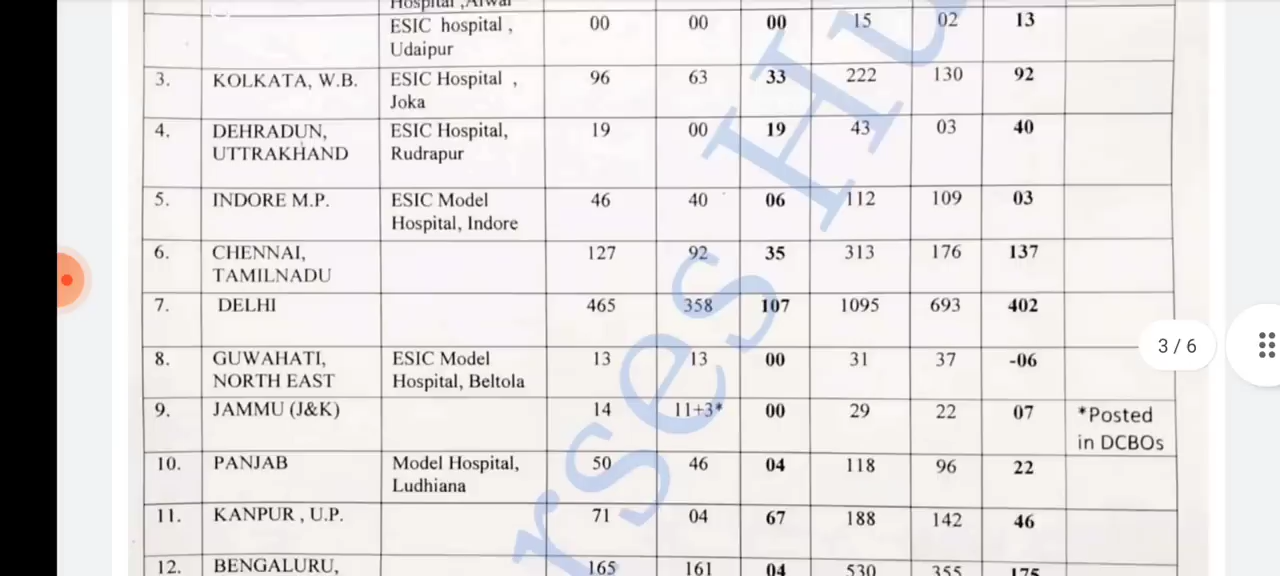 Hospital ,Alwar
ESIC hospital , 00 00 00 15 02 13
Udaipur
3. KOLKATA, W.B. ESIC Hospital , 96 63 33 222 130 92
Joka
4. DEHRADUN, ESIC Hospital, 19 00 19 43 03 40
UTTRAKHAND Rudrapur
5. INDORE M.P. ESIC Model 46 40 06 112 109 03
Hospital, Indore
6. CHENNAI, 127 92 35 313 176 137
TAMILNADU
7. DELHI 465 358 107 1095 693 402
3 / 6
8. GUWAHATI, ESIC Model 13 13 00 31 37 -06
NORTH EAST Hospital, Beltola
9. JAMMU (J&K) 14 11+3* 00 29 22 07 *Posted
in DCBOs
10. PANJAB Model Hospital, 50 46 04 118 96 22
Ludhiana
11. KANPUR , U.P. 71 04 67 188 142 46
12. BENGALURU, 165 161 04 530 355 175
rses Hu